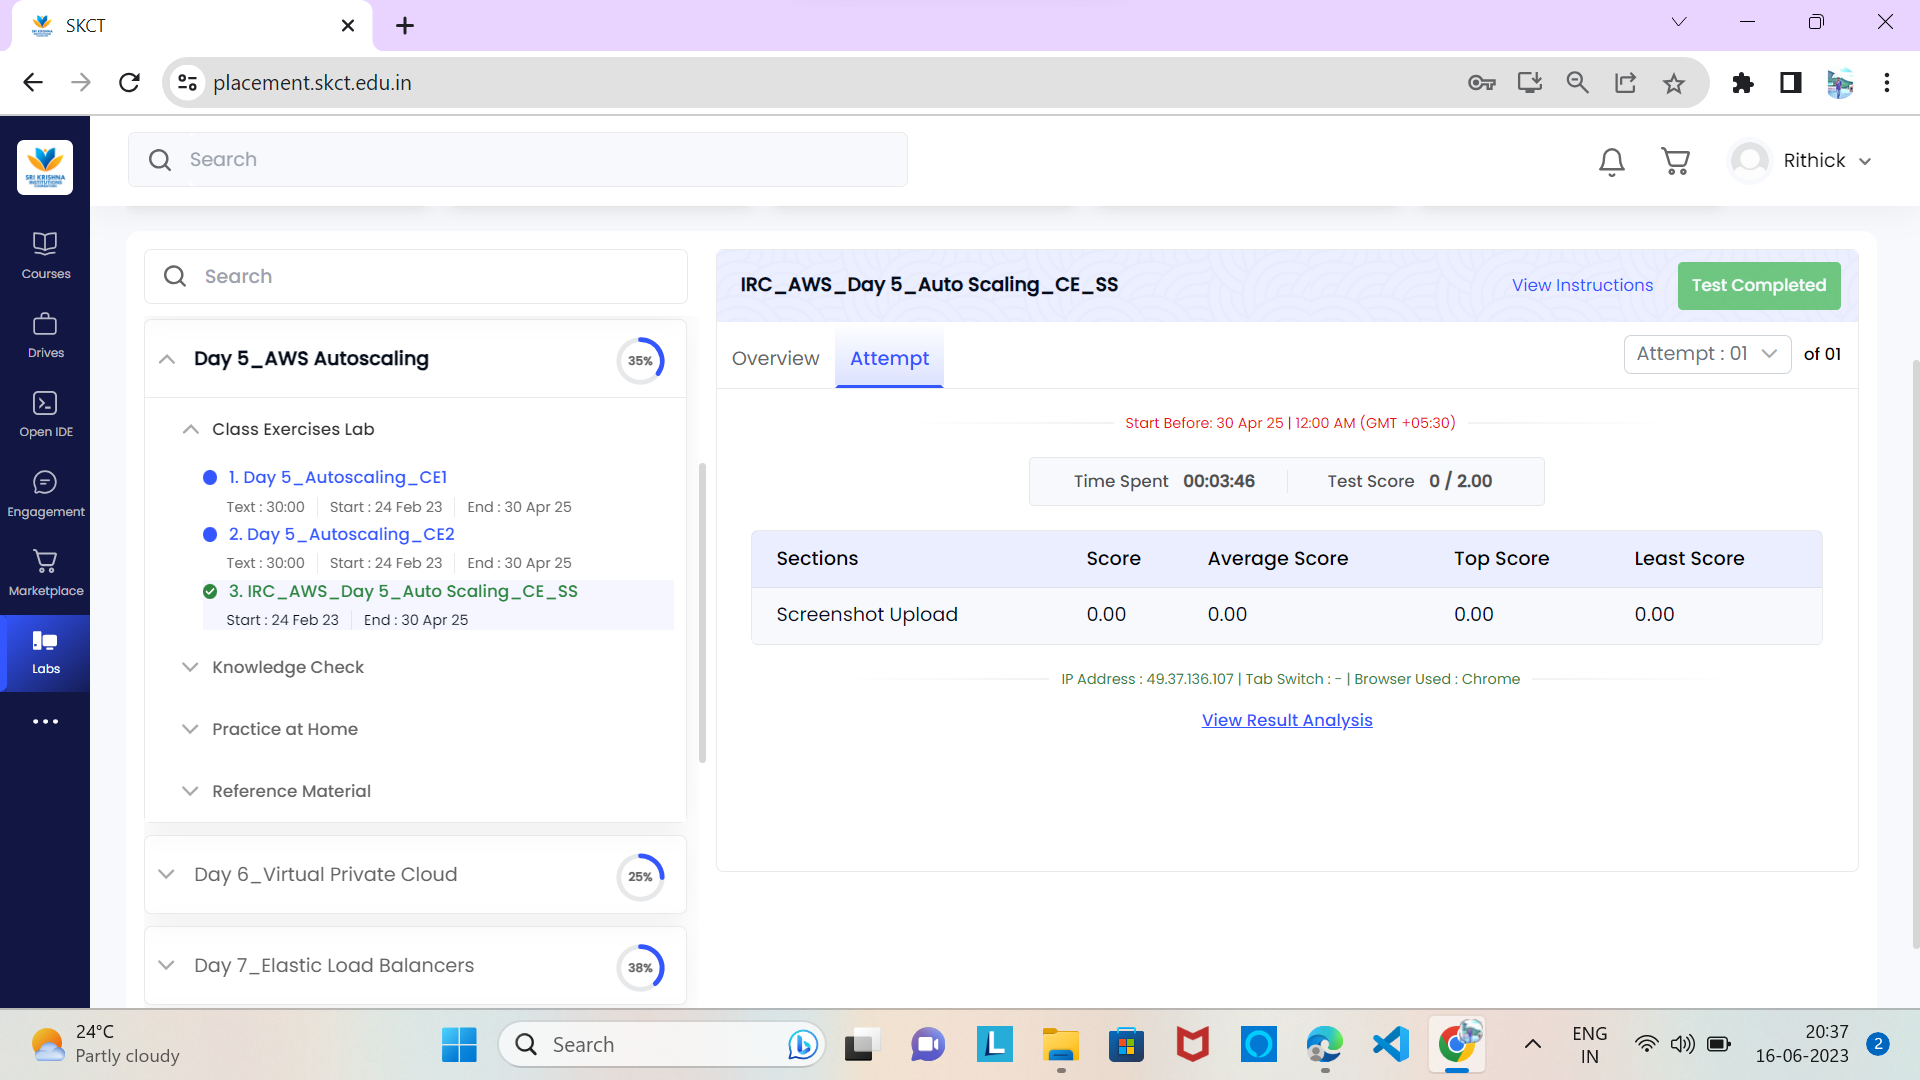 SKCT
placement.skct.edu.in
SRI KRISHNA
INSTITUTIONS
Search
Rithick
Courses
Drives
Open IDE
Engagement
Marketplace
Labs
Search
Day 5_AWS Autoscaling
35%
Class Exercises Lab
1. Day 5_Autoscaling_CE1
Text : 30:00 Start : 24 Feb 23 End : 30 Apr 25
2. Day 5_Autoscaling_CE2
Text : 30:00 Start : 24 Feb 23 End : 30 Apr 25
3. IRC_AWS_Day 5_Auto Scaling_CE_SS
Start : 24 Feb 23 End : 30 Apr 25
Knowledge Check
Practice at Home
Reference Material
Day 6_Virtual Private Cloud
25%
Day 7_Elastic Load Balancers
38%
IRC_AWS_Day 5_Auto Scaling_CE_SS
View Instructions
Test Completed
Overview
Attempt
Attempt : 01 of 01
Start Before: 30 Apr 25 | 12:00 AM (GMT +05:30)
Time Spent 00:03:46 Test Score 0 / 2.00
Sections Score Average Score Top Score Least Score
Screenshot Upload 0.00 0.00 0.00 0.00
IP Address : 49.37.136.107 | Tab Switch : - | Browser Used : Chrome
View Result Analysis
24°C
Partly cloudy
Search
L
ENG
IN
20:37
16-06-2023
2